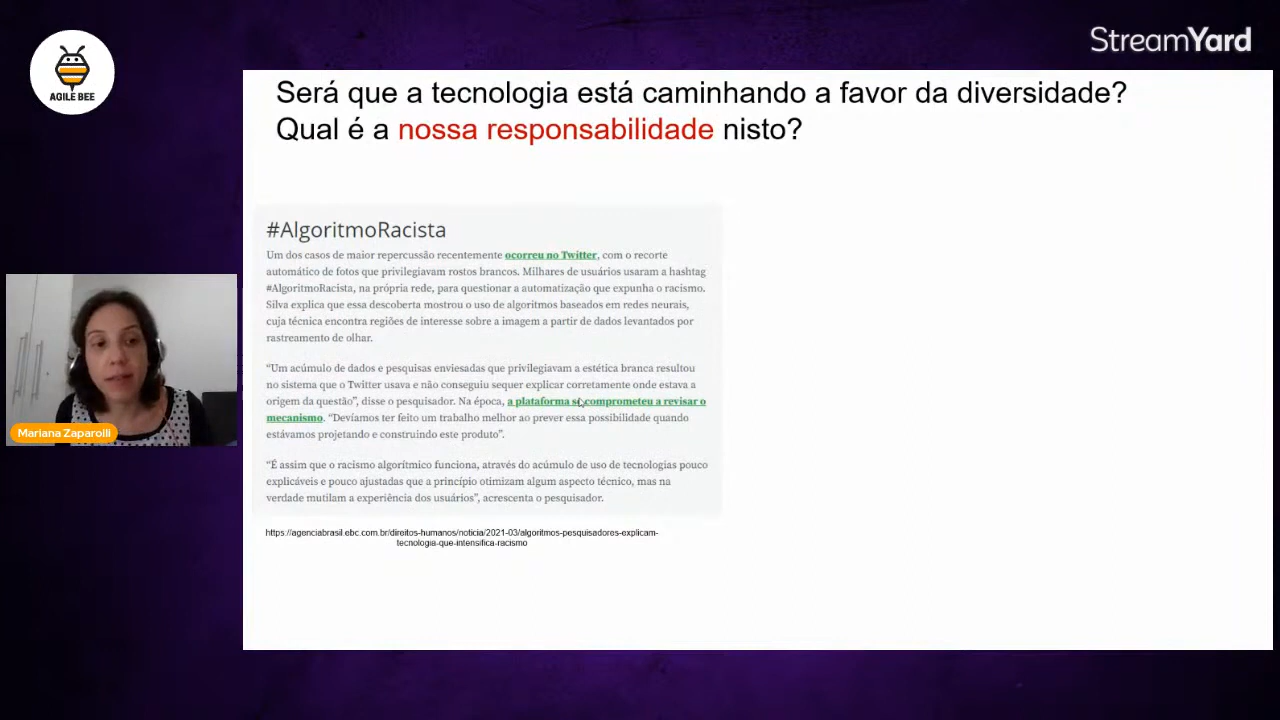 AGILE BEE
StreamYard
Será que a tecnologia está caminhando a favor da diversidade?
Qual é a nossa responsabilidade nisto?
#AlgoritmoRacista
Um dos casos de maior repercussão recentemente ocorreu no Twitter, com o recorte
automático de fotos que privilegiavam rostos brancos. Milhares de usuários usaram a hashtag
#AlgoritmoRacista, na própria rede, para questionar a automatização que expunha o racismo.
Silva explica que essa descoberta mostrou o uso de algoritmos baseados em redes neurais,
cuja técnica encontra regiões de interesse sobre a imagem a partir de dados levantados por
rastreamento de olhar.
“Um acúmulo de dados e pesquisas enviesadas que privilegiavam a estética branca resultou
no sistema que o Twitter usava e não conseguiu sequer explicar corretamente onde estava a
origem da questão”, disse o pesquisador. Na época, a plataforma se comprometeu a revisar o
mecanismo. “Devíamos ter feito um trabalho melhor ao prever essa possibilidade quando
estávamos projetando e construindo este produto”.
“É assim que o racismo algorítmico funciona, através do acúmulo de uso de tecnologias pouco
explicáveis e pouco ajustadas que a princípio otimizam algum aspecto técnico, mas na
verdade mutilam a experiência dos usuários”, acrescenta o pesquisador.
https://agenciabrasil.ebc.com.br/direitos-humanos/noticia/2021-03/algoritmos-pesquisadores-explicam-
tecnologia-que-intensifica-racismo
Mariana Zaparolli